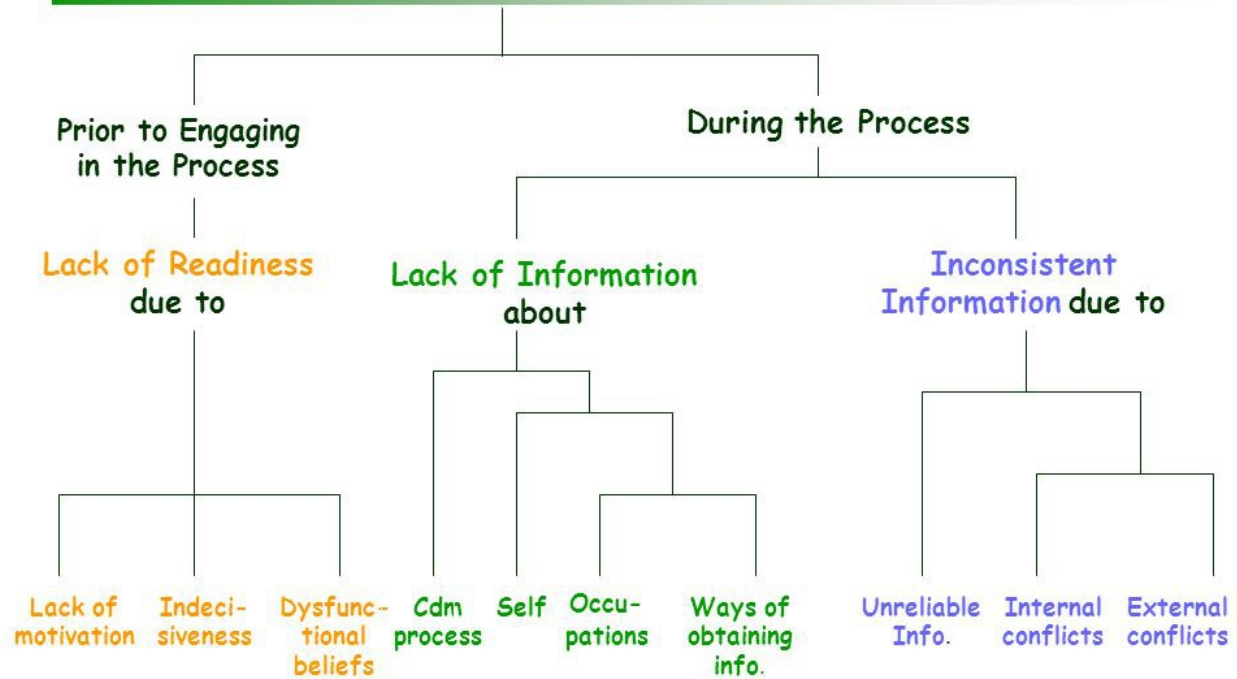 Prior to Engaging
in the Process
During the Process
Lack of Readiness
due to
Lack of Information
about
Inconsistent
Information due to
Lack of
motivation
Indeci-
siveness
Dysfunc-
tional
beliefs
Cdm
process
Self
Occu-
pations
Ways of
obtaining
info.
Unreliable
Info.
Internal
conflicts
External
conflicts